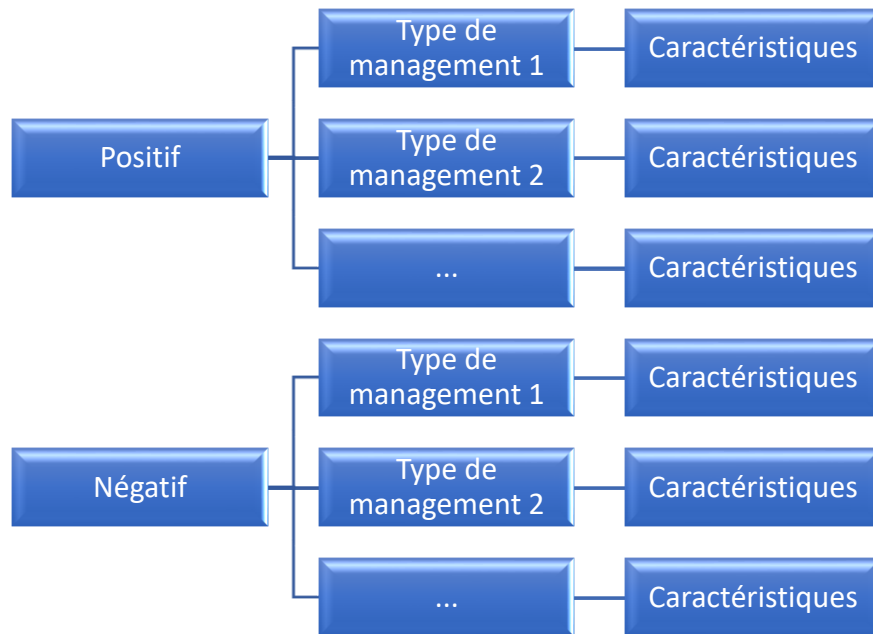 Type de
management 1
Caractéristiques
Positif
Type de
management 2
Caractéristiques
...
Caractéristiques
Type de
management 1
Caractéristiques
Négatif
Type de
management 2
Caractéristiques
...
Caractéristiques